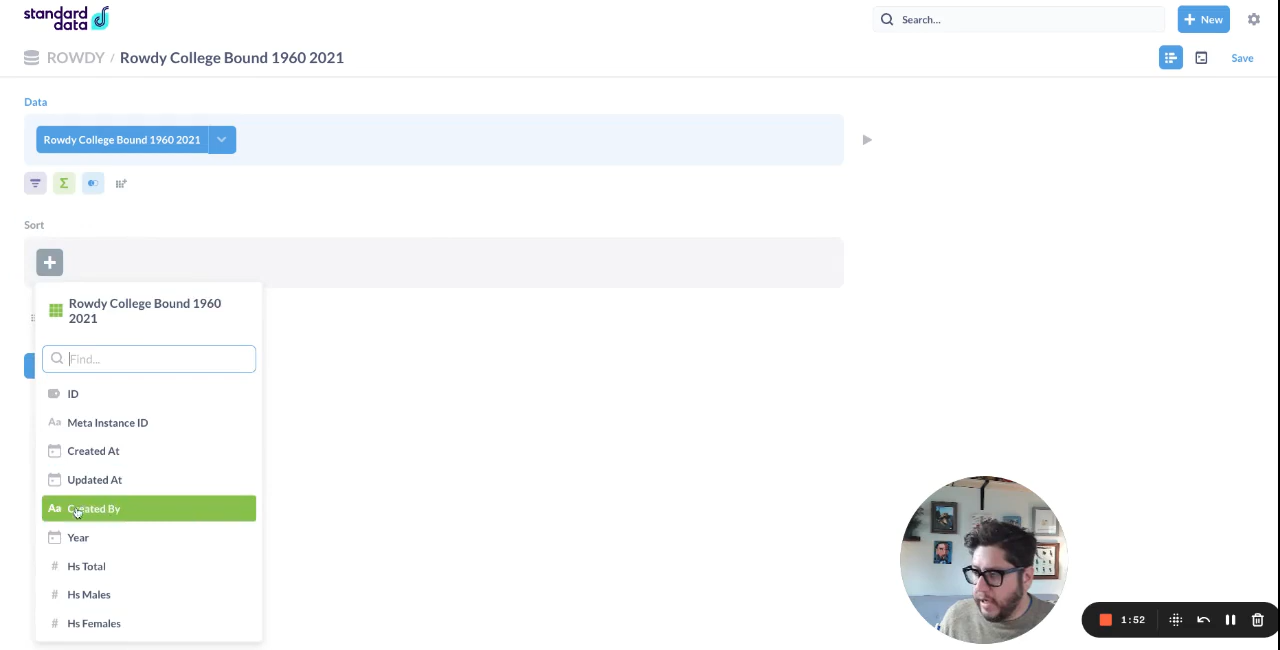 standard
data
Search...
New
ROWDY / Rowdy College Bound 1960 2021
Save
Data
Rowdy College Bound 1960 2021
Sort
Rowdy College Bound 1960
2021
Find...
ID
Aa Meta Instance ID
Created At
Updated At
Aa Created By
Year
# Hs Total
# Hs Males
# Hs Females
1:52